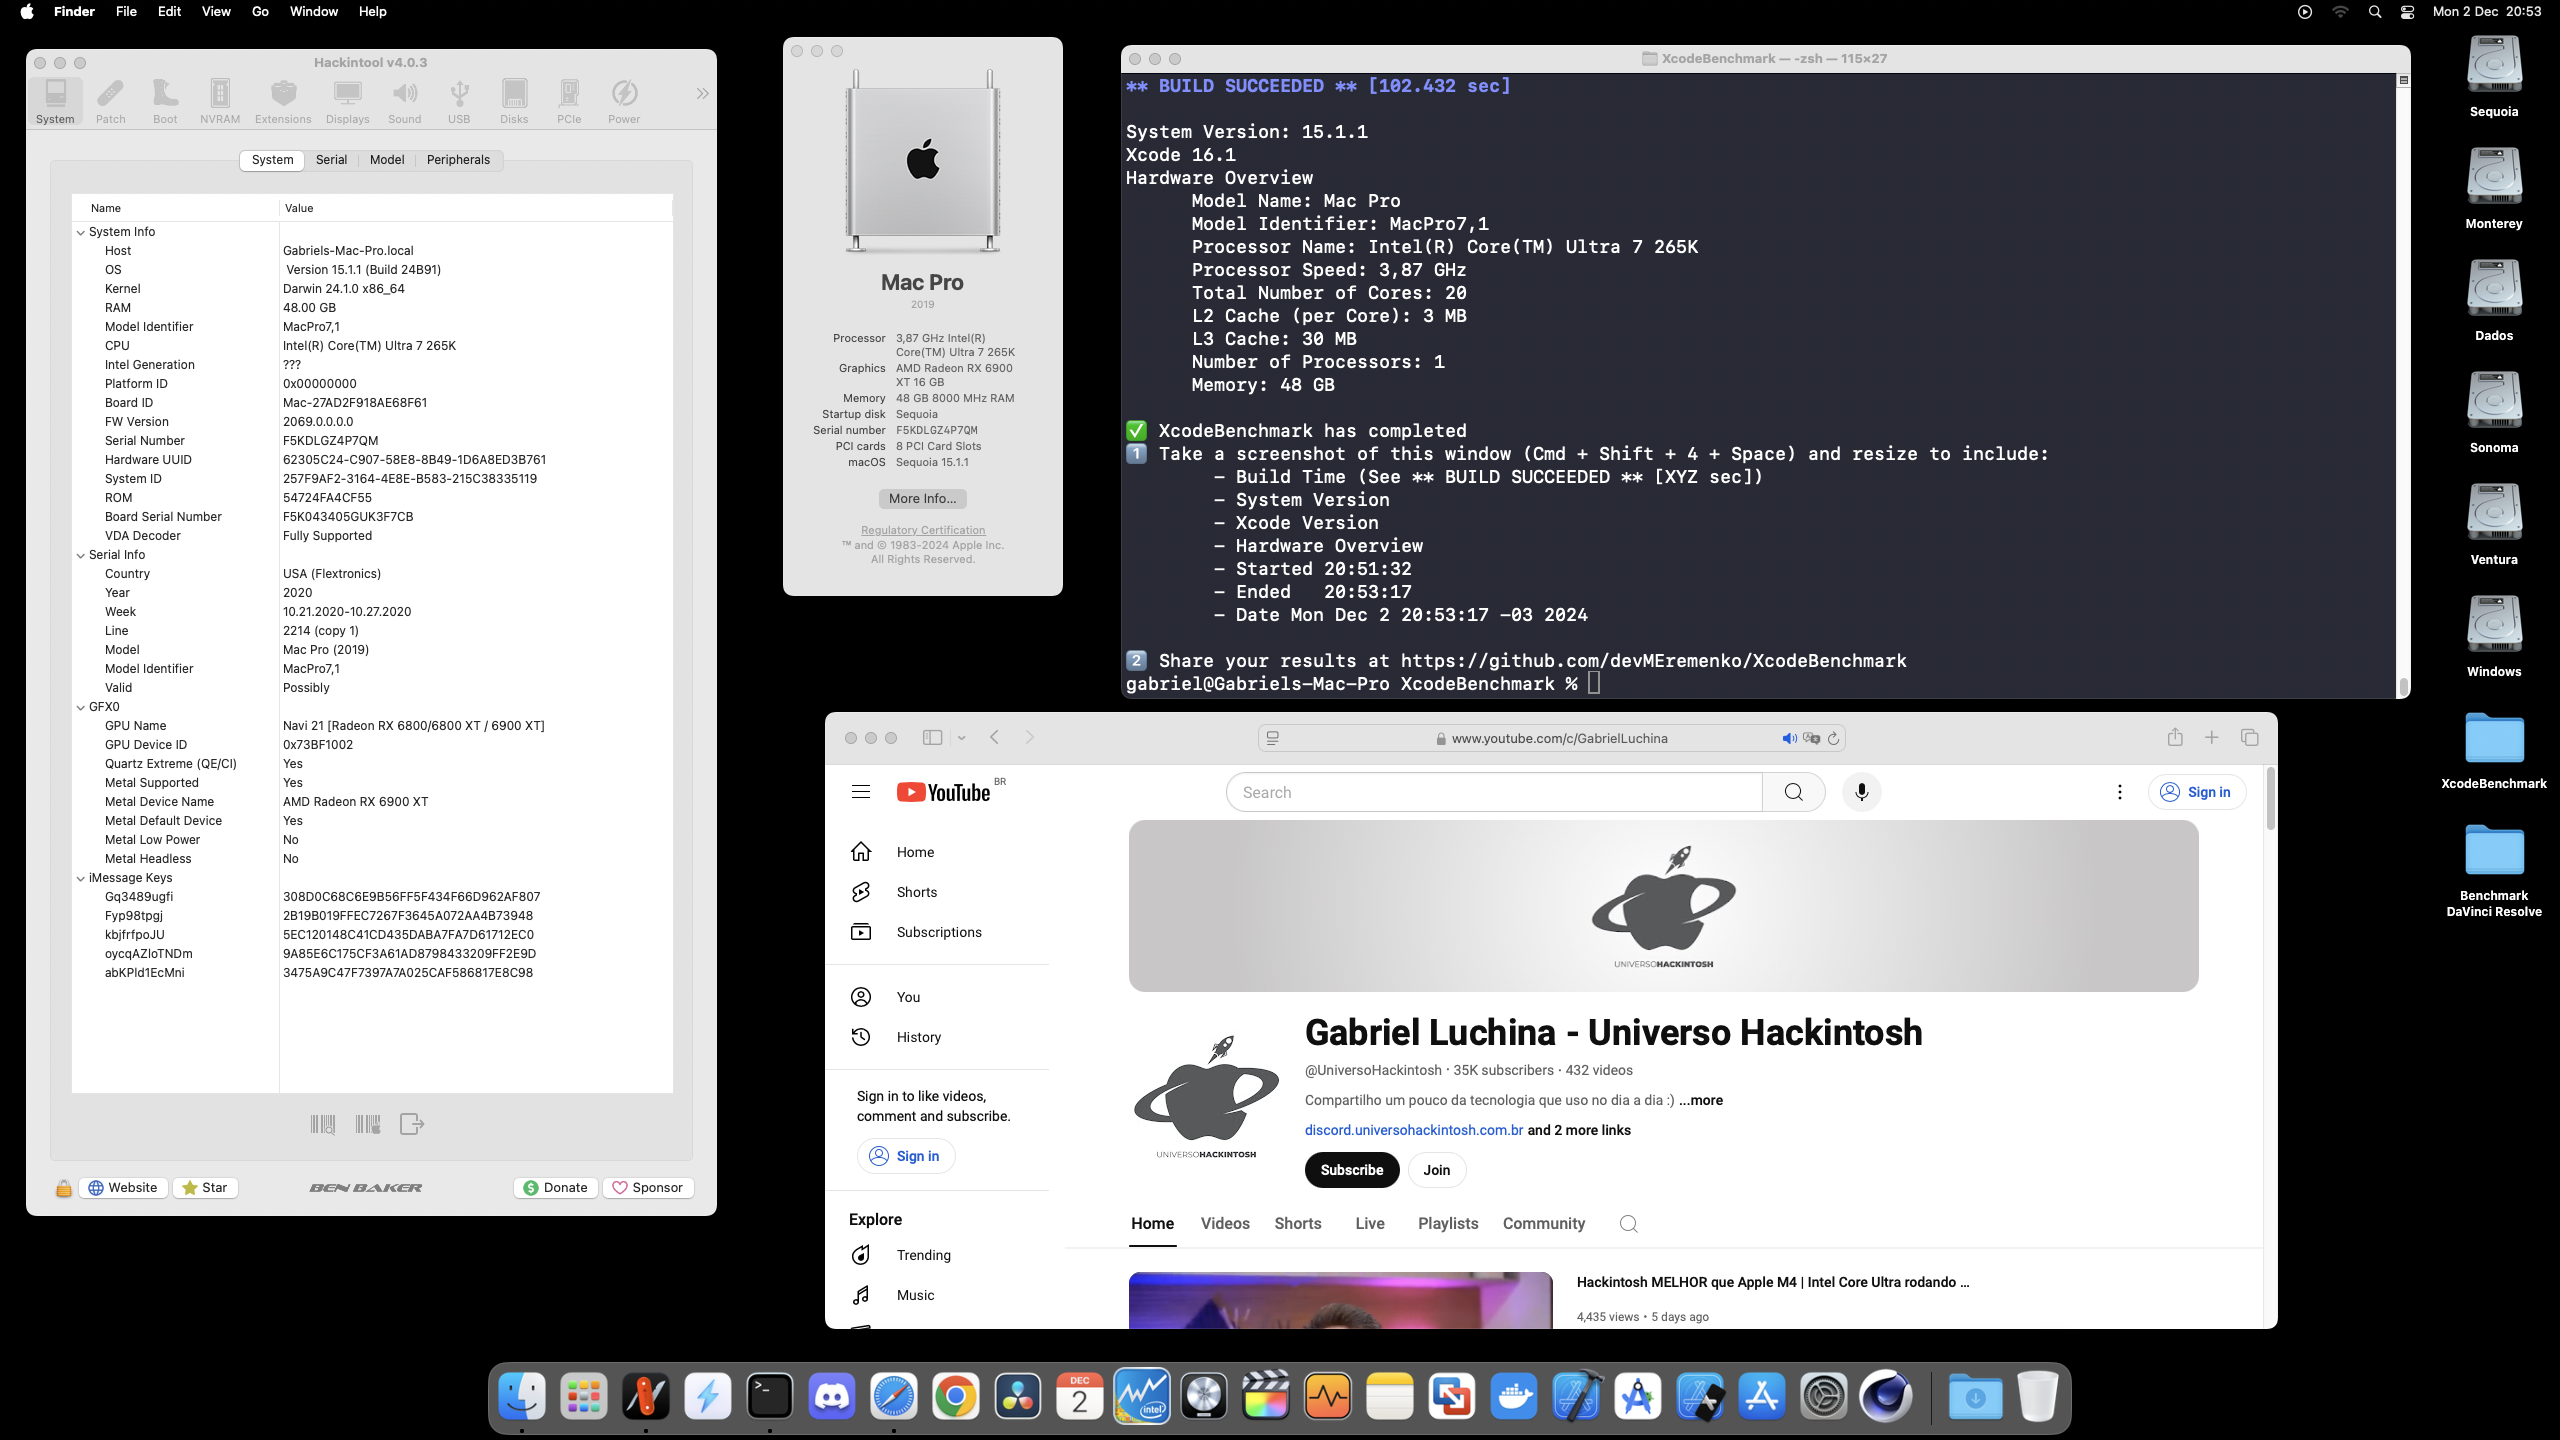 Finder File Edit View Go Window Help
Mon 2 Dec 20:53
Hackintool v4.0.3
System Patch Boot NVRAM Extensions Displays Sound USB Disks PCIe Power
System Serial Model Peripherals
Name Value
System Info
Host Gabriels-Mac-Pro.local
OS Version 15.1.1 (Build 24B91)
Kernel Darwin 24.1.0 x86_64
RAM 48.00 GB
Model Identifier MacPro7,1
CPU Intel(R) Core(TM) Ultra 7 265K
Intel Generation ???
Platform ID 0x00000000
Board ID Mac-27AD2F918AE68F61
FW Version 2069.0.0.0.0
Serial Number F5KDLGZ4P7QM
Hardware UUID 62305C24-C907-58E8-8B49-1D6A8ED3B761
System ID 257F9AF2-3164-4E8E-B583-215C38335119
ROM 54724FA4CF55
Board Serial Number F5K043405GUK3F7CB
VDA Decoder Fully Supported
Serial Info
Country USA (Flextronics)
Year 2020
Week 10.21.2020-10.27.2020
Line 2214 (copy 1)
Model Mac Pro (2019)
Model Identifier MacPro7,1
Valid Possibly
GFX0
GPU Name Navi 21 [Radeon RX 6800/6800 XT / 6900 XT]
GPU Device ID 0x73BF1002
Quartz Extreme (QE/CI) Yes
Metal Supported Yes
Metal Device Name AMD Radeon RX 6900 XT
Metal Default Device Yes
Metal Low Power No
Metal Headless No
iMessage Keys
Gq3489ugfi 308D0C68C6E9B56FF5F434F66D962AF807
Fyp98tpgj 2B19B019FFEC7267F3645A072AA4B73948
kbjfrfpoJU 5EC120148C41CD435DABA7FA7D61712EC0
oycqAZloTNDm 9A85E6C175CF3A61AD8798433209FF2E9D
abKPld1EcMni 3475A9C47F7397A7A025CAF586817E8C98
Website Star BEN BAKER Donate Sponsor
Mac Pro
2019
Processor 3,87 GHz Intel(R)
Core(TM) Ultra 7 265K
Graphics AMD Radeon RX 6900
XT 16 GB
Memory 48 GB 8000 MHz RAM
Startup disk Sequoia
Serial number F5KDLGZ4P7QM
PCI cards 8 PCI Card Slots
macOS Sequoia 15.1.1
More Info...
Regulatory Certification
™ and © 1983-2024 Apple Inc.
All Rights Reserved.
XcodeBenchmark — -zsh — 115×27
** BUILD SUCCEEDED ** [102.432 sec]
System Version: 15.1.1
Xcode 16.1
Hardware Overview
Model Name: Mac Pro
Model Identifier: MacPro7,1
Processor Name: Intel(R) Core(TM) Ultra 7 265K
Processor Speed: 3,87 GHz
Total Number of Cores: 20
L2 Cache (per Core): 3 MB
L3 Cache: 30 MB
Number of Processors: 1
Memory: 48 GB
✅ XcodeBenchmark has completed
1️⃣ Take a screenshot of this window (Cmd + Shift + 4 + Space) and resize to include:
- Build Time (See ** BUILD SUCCEEDED ** [XYZ sec])
- System Version
- Xcode Version
- Hardware Overview
- Started 20:51:32
- Ended 20:53:17
- Date Mon Dec 2 20:53:17 -03 2024
2️⃣ Share your results at https://github.com/devMEremenko/XcodeBenchmark
gabriel@Gabriels-Mac-Pro XcodeBenchmark %
www.youtube.com/c/GabrielLuchina
YouTube BR
Search
Sign in
Home
Shorts
Subscriptions
You
History
Sign in to like videos,
comment and subscribe.
Sign in
Explore
Trending
Music
UNIVERSOHACKINTOSH
UNIVERSOHACKINTOSH
Gabriel Luchina - Universo Hackintosh
@UniversoHackintosh • 35K subscribers • 432 videos
Compartilho um pouco da tecnologia que uso no dia a dia :) ...more
discord.universohackintosh.com.br and 2 more links
Subscribe Join
Home Videos Shorts Live Playlists Community
Hackintosh MELHOR que Apple M4 | Intel Core Ultra rodando ...
4,435 views • 5 days ago
Sequoia
Monterey
Dados
Sonoma
Ventura
Windows
XcodeBenchmark
Benchmark
DaVinci Resolve
DEC
2
intel